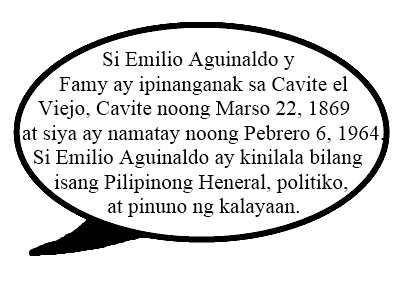 Si Emilio Aguinaldo y
Famy ay ipinanganak sa Cavite el
Viejo, Cavite noong Marso 22, 1869
at siya ay namatay noong Pebrero 6, 1964.
Si Emilio Aguinaldo ay kinilala bilang
isang Pilipinong Heneral, politiko,
at pinuno ng kalayaan.